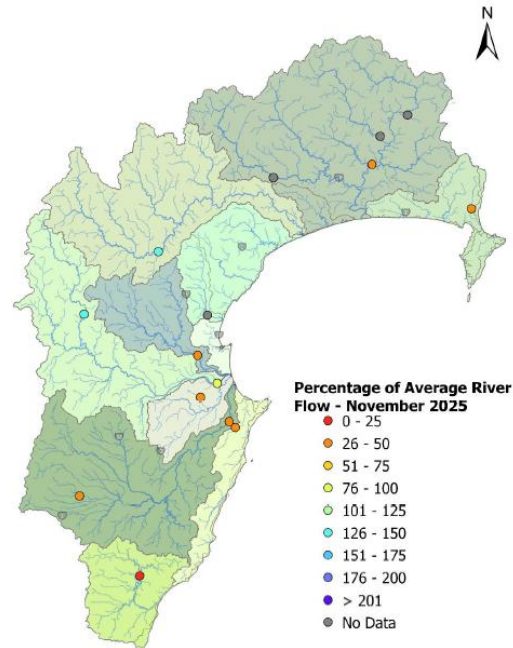 N
Percentage of Average River
Flow - November 2025
0 - 25
26 - 50
51 - 75
76 - 100
101 - 125
126 - 150
151 - 175
176 - 200
> 201
No Data